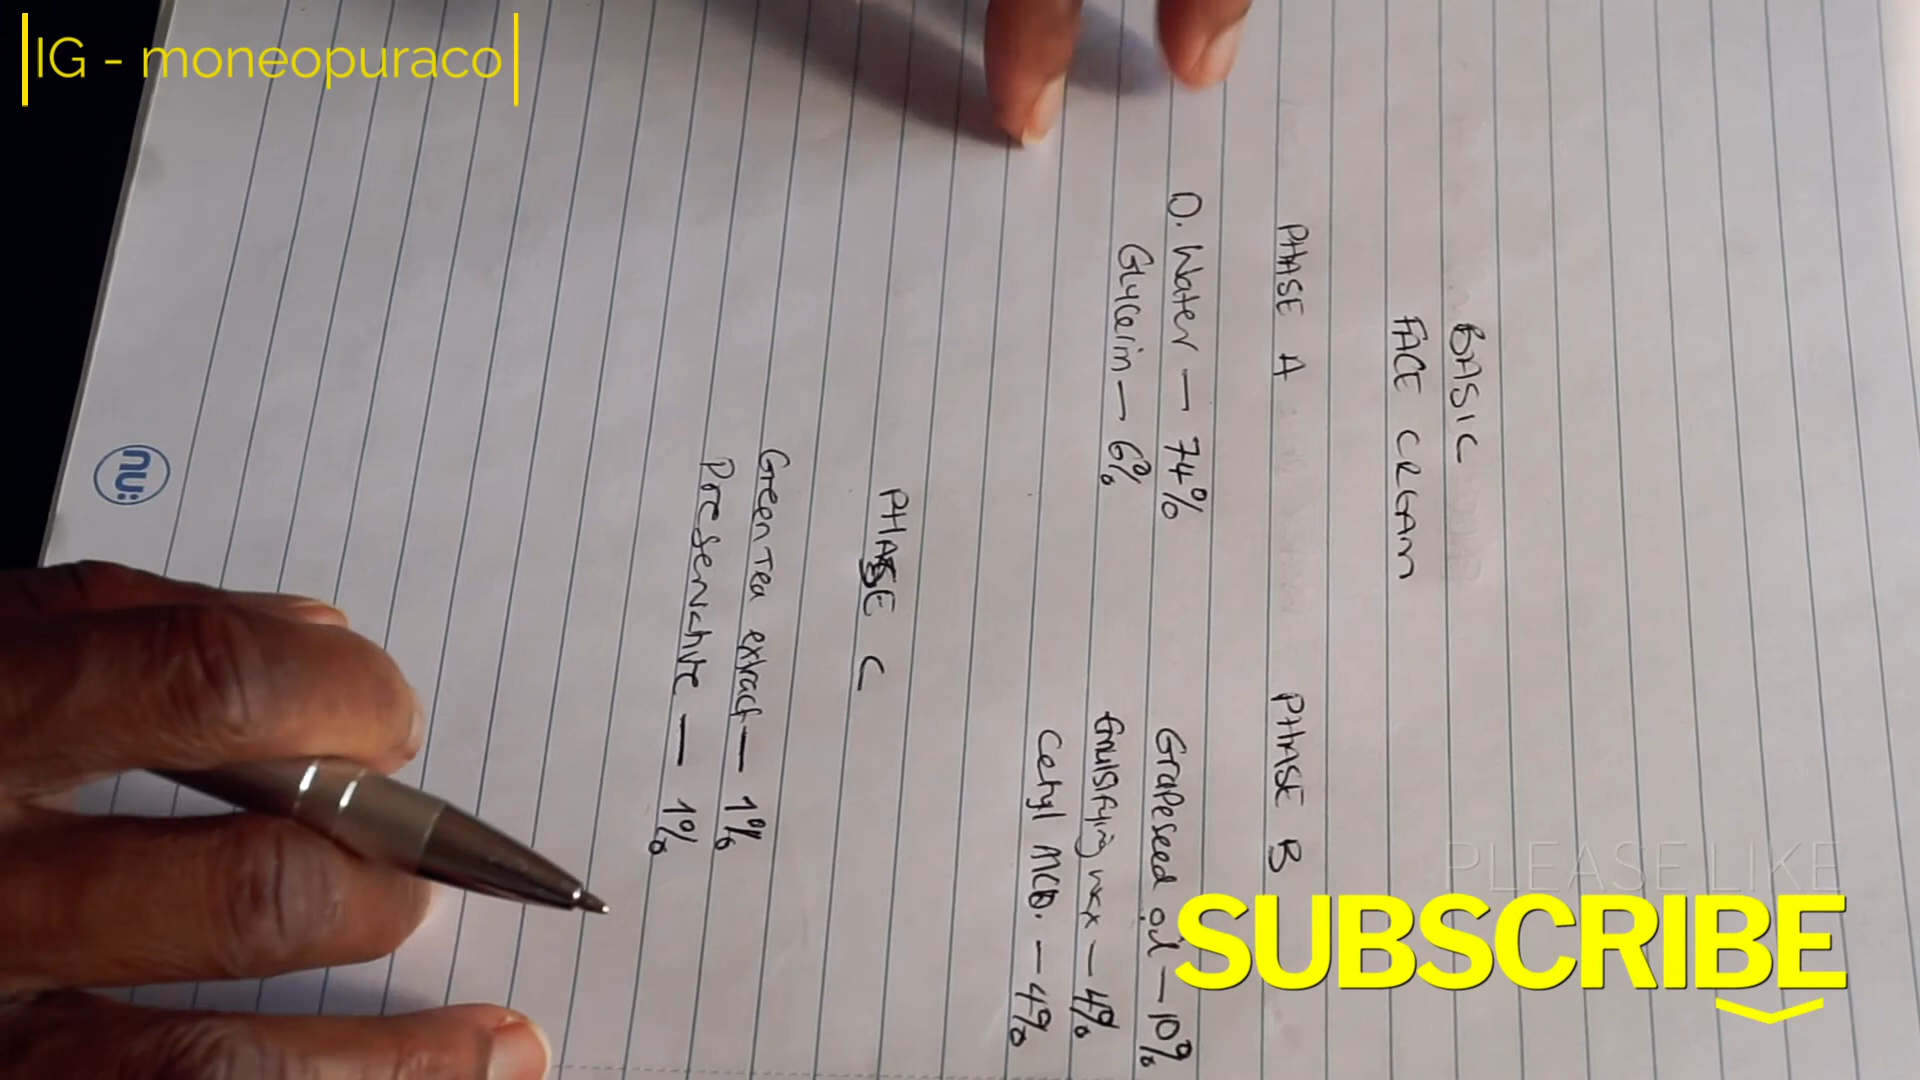 IG - moneopuraco
BASIC
FACE CREAM
PHASE A
D. Water — 74%
Glycerin — 6%
PHASE B
Grapeseed oil — 10%
Emulsifying wax — 4%
Cetyl Alco. — 4%
PHASE C
Green Tea extract — 1%
Preservative — 1%
nu:
PLEASE LIKE
SUBSCRIBE